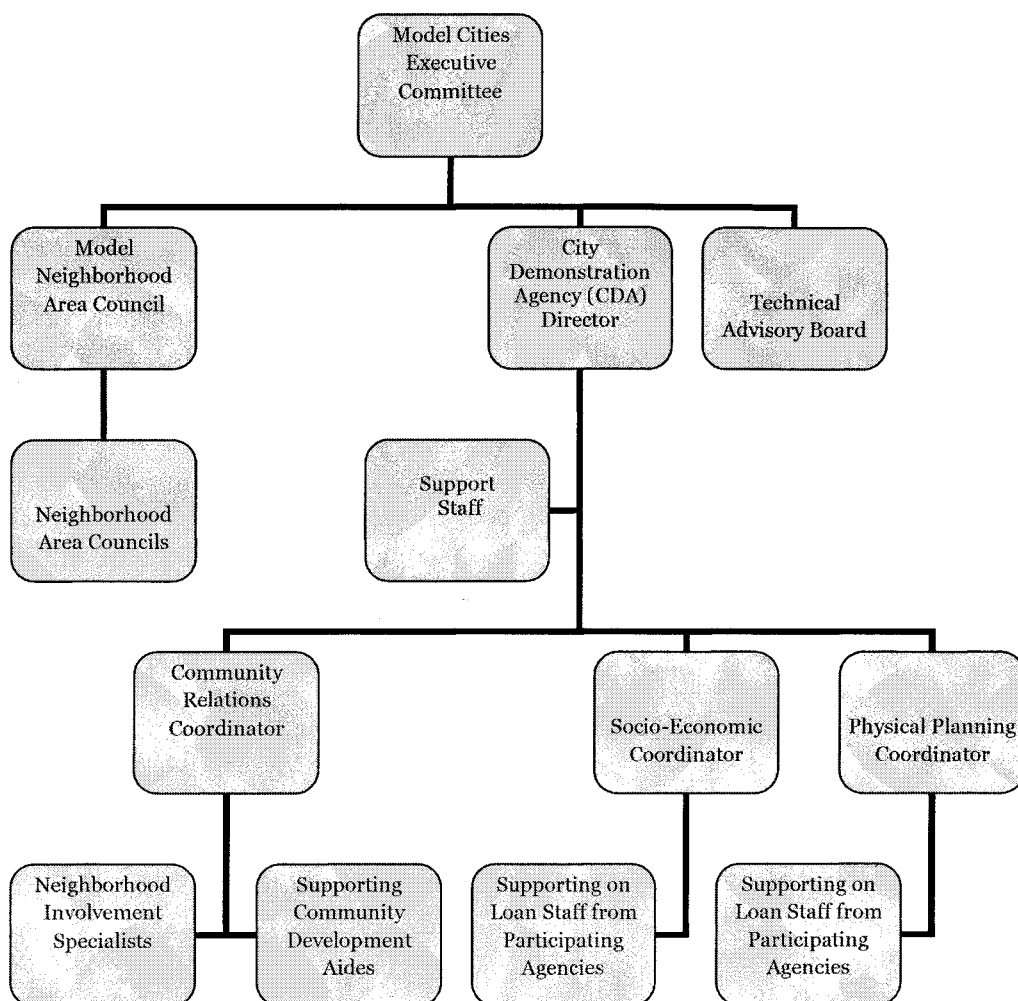 Model Cities
Executive
Committee
Model
Neighborhood
Area Council
City
Demonstration
Agency (CDA)
Director
Technical
Advisory Board
Neighborhood
Area Councils
Support
Staff
Community
Relations
Coordinator
Socio-Economic
Coordinator
Physical Planning
Coordinator
Neighborhood
Involvement
Specialists
Supporting
Community
Development
Aides
Supporting on
Loan Staff from
Participating
Agencies
Supporting on
Loan Staff from
Participating
Agencies